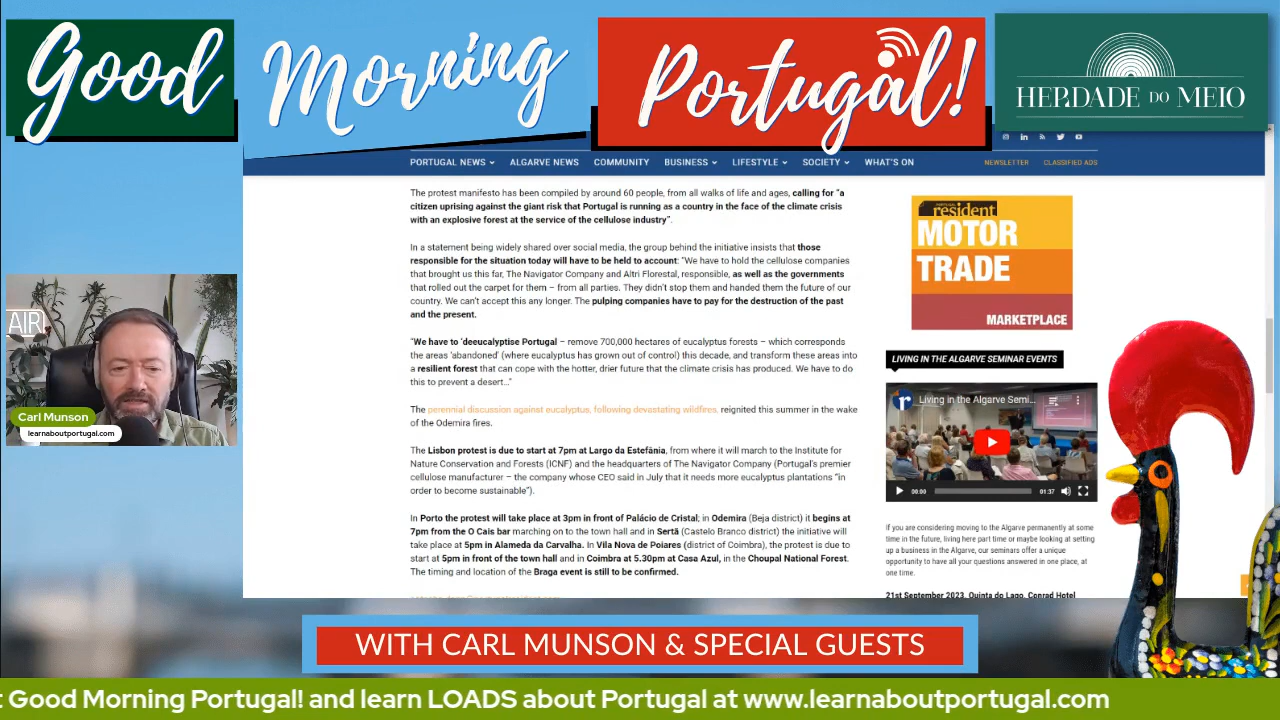 Good Morning Portugal!
HERDADE DO MEIO
PORTUGAL NEWS
ALGARVE NEWS
COMMUNITY
BUSINESS
LIFESTYLE
SOCIETY
WHAT'S ON
NEWSLETTER
CLASSIFIED ADS
The protest manifesto has been compiled by around 60 people, from all walks of life and ages, calling for "a
citizen uprising against the giant risk that Portugal is running as a country in the face of the climate crisis
with an explosive forest at the service of the cellulose industry".
In a statement being widely shared over social media, the group behind the initiative insists that those
responsible for the situation today will have to be held to account: "We have to hold the cellulose companies
that brought us this far, The Navigator Company and Altri Florestal, responsible, as well as the governments
that rolled out the carpet for them – from all parties. They didn't stop them and handed them the future of our
country. We can't accept this any longer. The pulping companies have to pay for the destruction of the past
and the present.
"We have to 'deeucalyptise Portugal – remove 700,000 hectares of eucalyptus forests – which corresponds
the areas 'abandoned' (where eucalyptus has grown out of control) this decade, and transform these areas into
a resilient forest that can cope with the hotter, drier future that the climate crisis has produced. We have to do
this to prevent a desert…"
The perennial discussion against eucalyptus, following devastating wildfires, reignited this summer in the wake
of the Odemira fires.
The Lisbon protest is due to start at 7pm at Largo da Estefânia, from where it will march to the Institute for
Nature Conservation and Forests (ICNF) and the headquarters of The Navigator Company (Portugal's premier
cellulose manufacturer – the company whose CEO said in July that it needs more eucalyptus plantations "in
order to become sustainable").
In Porto the protest will take place at 3pm in front of Palácio de Cristal; in Odemira (Beja district) it begins at
7pm from the O Cais bar marching on to the town hall and in Sertã (Castelo Branco district) the initiative will
take place at 5pm in Alameda da Carvalha. In Vila Nova de Poiares (district of Coimbra), the protest is due to
start at 5pm in front of the town hall and in Coimbra at 5.30pm at Casa Azul, in the Choupal National Forest.
The timing and location of the Braga event is still to be confirmed.
resident
MOTOR
TRADE
MARKETPLACE
LIVING IN THE ALGARVE SEMINAR EVENTS
Living in the Algarve Semi...
00:00
01:37
If you are considering moving to the Algarve permanently at some
time in the future, living here part time or maybe looking at setting
up a business in the Algarve, our seminars offer a unique
opportunity to have all your questions answered in one place, at
one time.
21st September 2023, Quinta do Lago, Conrad Hotel
AIR
Carl Munson
learnaboutportugal.com
WITH CARL MUNSON & SPECIAL GUESTS
Good Morning Portugal! and learn LOADS about Portugal at www.learnaboutportugal.com